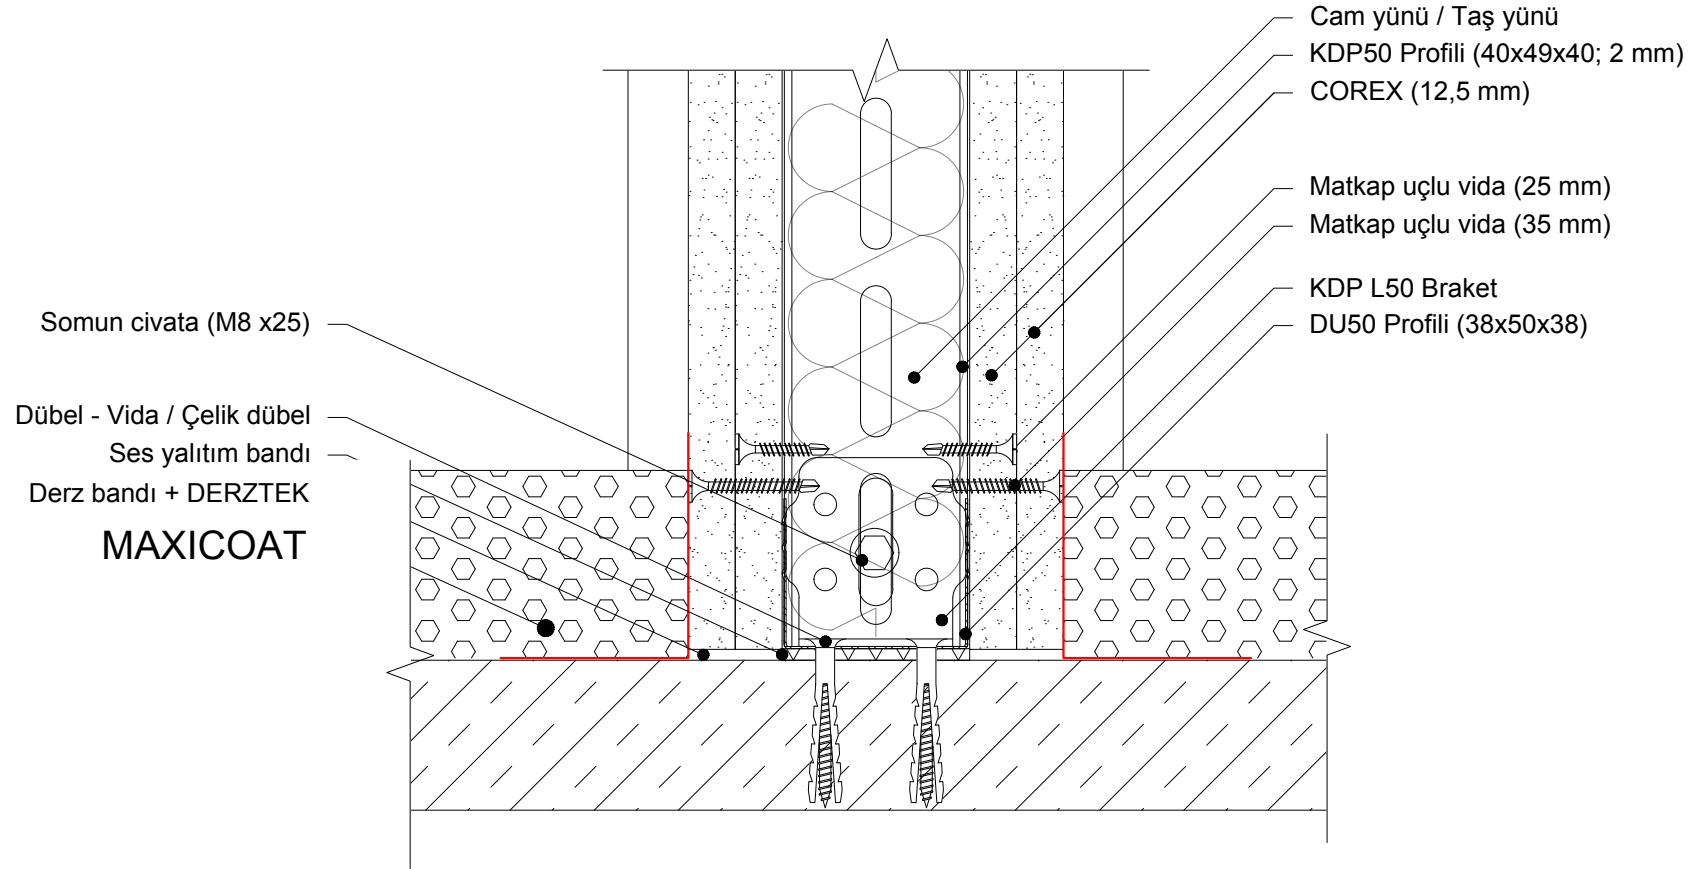 Cam yünü / Taş yünü
KDP50 Profili (40x49x40; 2 mm)
COREX (12,5 mm)
Matkap uçlu vida (25 mm)
Matkap uçlu vida (35 mm)
KDP L50 Braket
DU50 Profili (38x50x38)
Somun civata (M8 x25)
Dübel - Vida / Çelik dübel
Ses yalıtım bandı
Derz bandı + DERZTEK
MAXICOAT